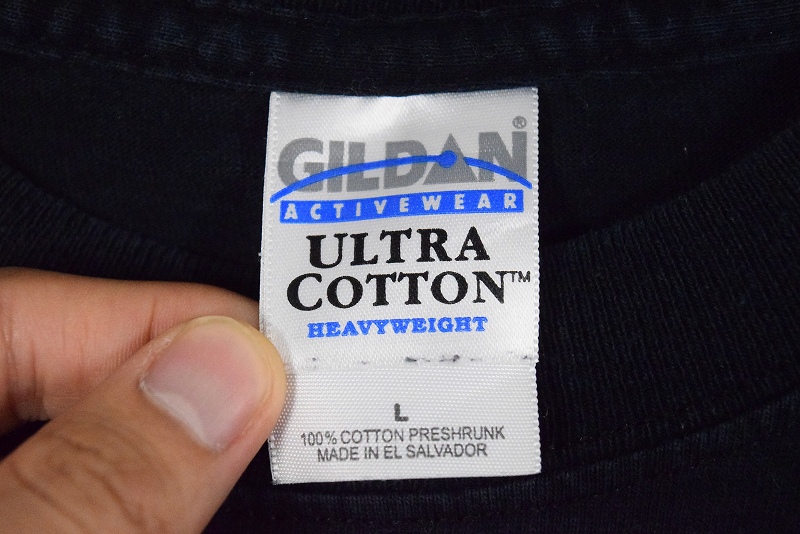 GILDAN®
ACTIVEWEAR
ULTRA
COTTON™
HEAVYWEIGHT
L
100% COTTON PRESHRUNK
MADE IN EL SALVADOR